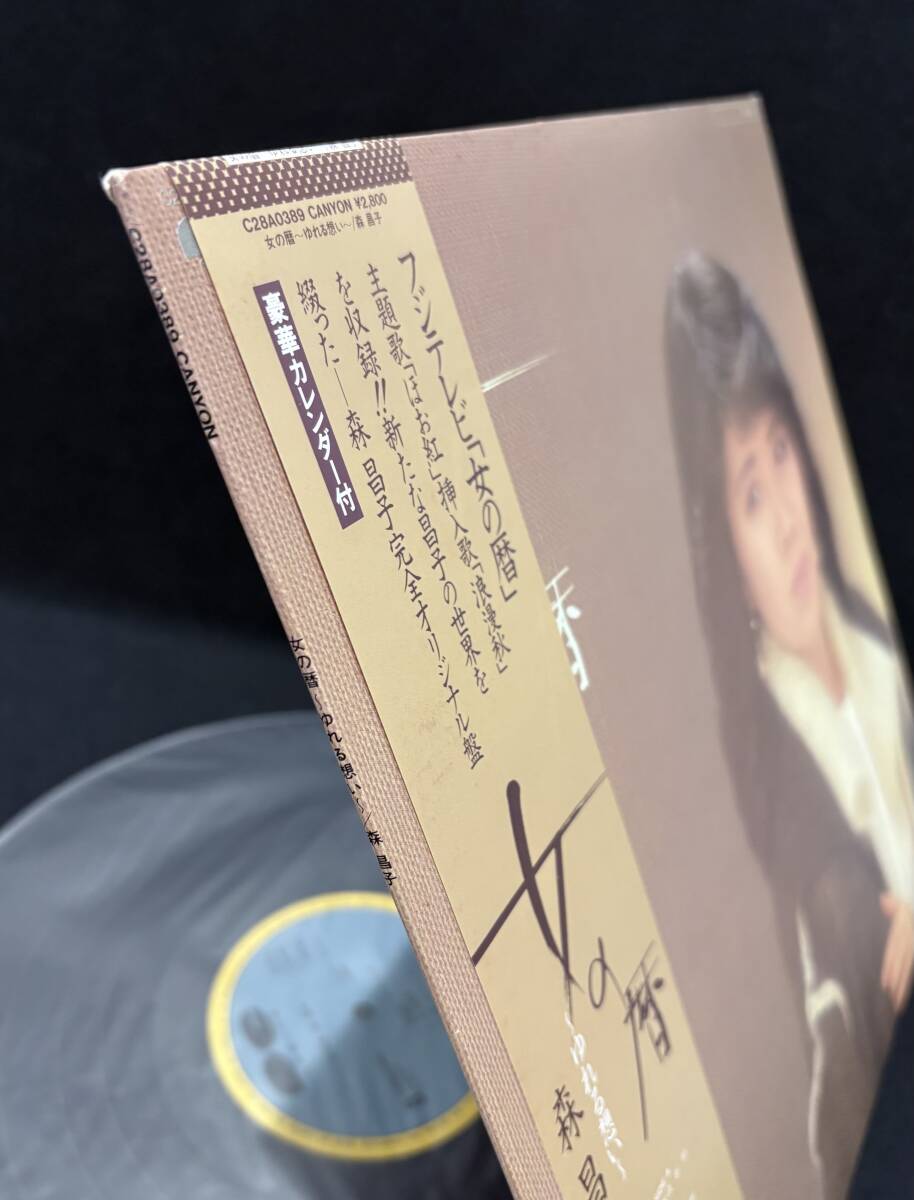 C28A0389 CANYON ¥2,800
女の暦〜ゆれる想い〜/森 昌子
フジテレビ「女の暦」
主題歌「ほお紅」挿入歌「浪漫秋」
を収録!!新たな昌子の世界を
綴った—森 昌子完全オリジナル盤
豪華カレンダー付
女の暦
〜ゆれる想い〜
森 昌
C28A0389 CANYON
女の暦〜ゆれる想い〜/森 昌子
暦